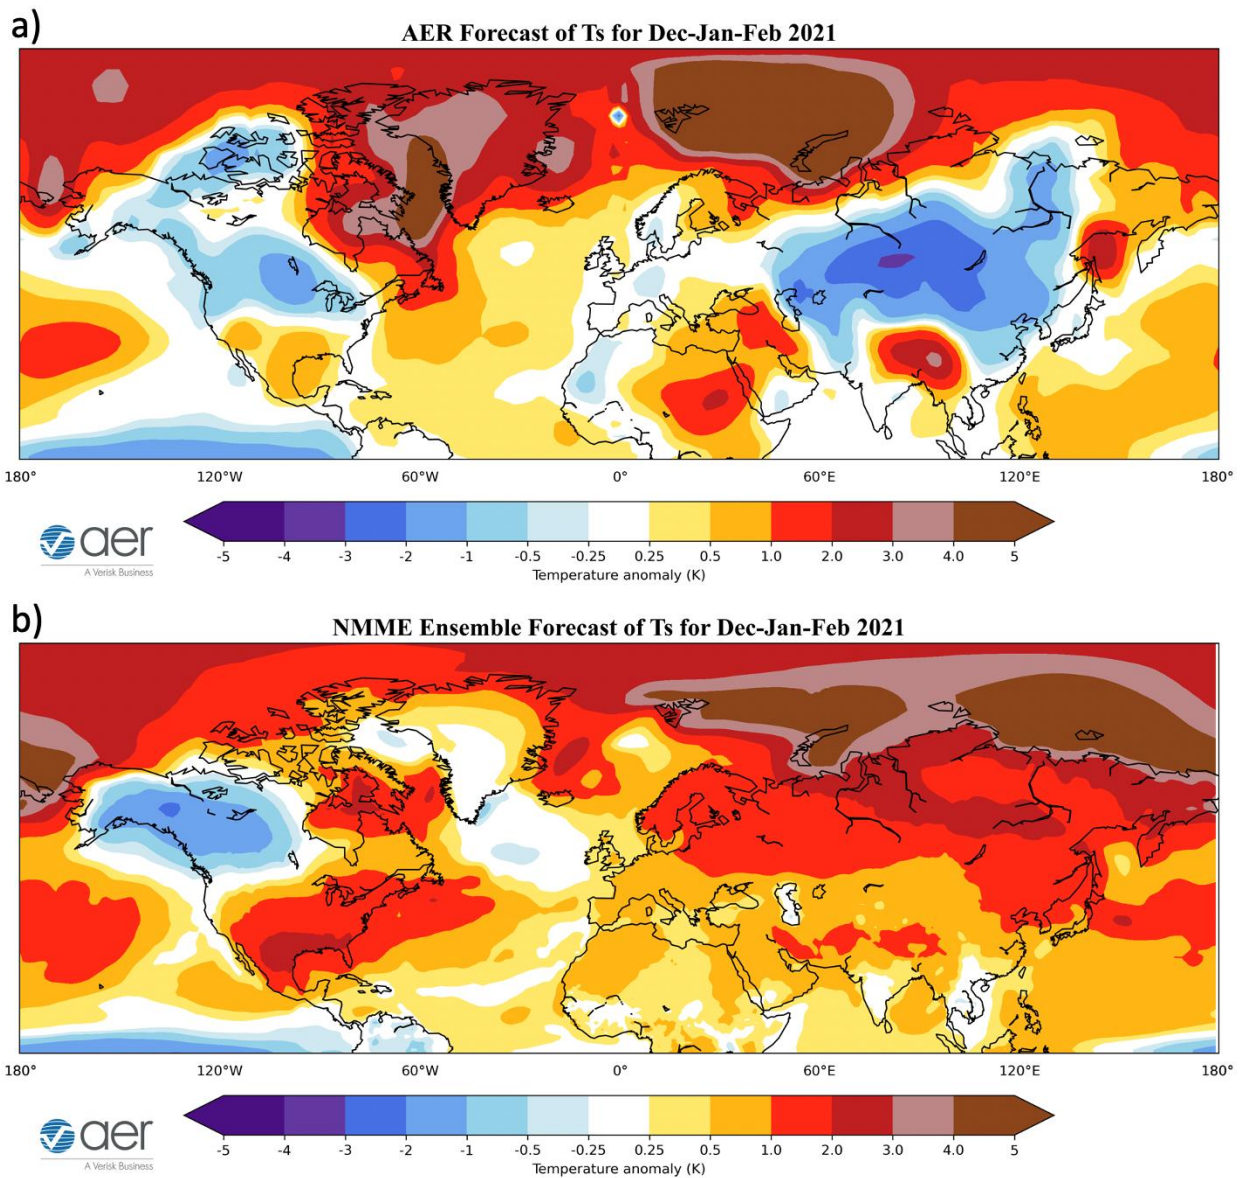 a)
AER Forecast of Ts for Dec-Jan-Feb 2021
180° 120°W 60°W 0° 60°E 120°E 180°
aer
A Verisk Business
-5 -4 -3 -2 -1 -0.5 -0.25 0.25 0.5 1.0 2.0 3.0 4.0 5
Temperature anomaly (K)
b)
NMME Ensemble Forecast of Ts for Dec-Jan-Feb 2021
180° 120°W 60°W 0° 60°E 120°E 180°
aer
A Verisk Business
-5 -4 -3 -2 -1 -0.5 -0.25 0.25 0.5 1.0 2.0 3.0 4.0 5
Temperature anomaly (K)